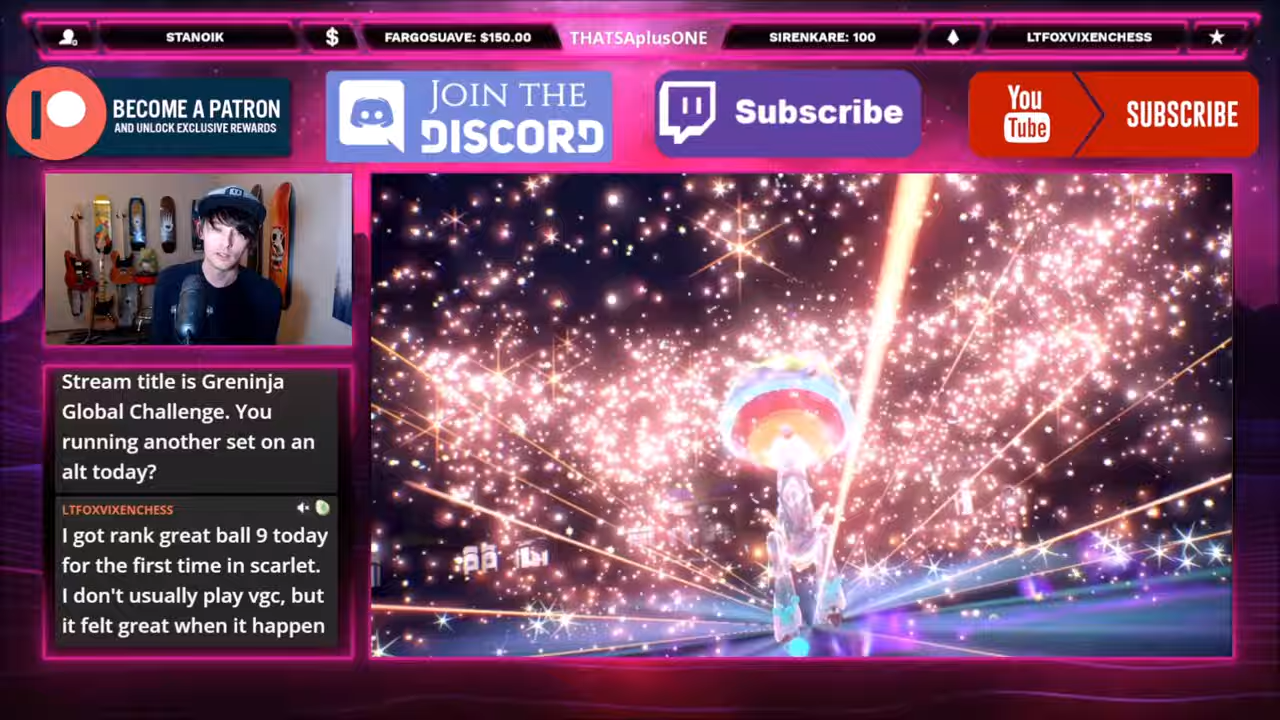 STANOIK
$
FARGOSUAVE: $150.00
THATSAplusONE
SIRENKARE: 100
LTFOXVIXENCHESS
BECOME A PATRON
AND UNLOCK EXCLUSIVE REWARDS
JOIN THE
DISCORD
Subscribe
You
Tube
SUBSCRIBE
Stream title is Greninja
Global Challenge. You
running another set on an
alt today?
LTFOXVIXENCHESS
I got rank great ball 9 today
for the first time in scarlet.
I don't usually play vgc, but
it felt great when it happen